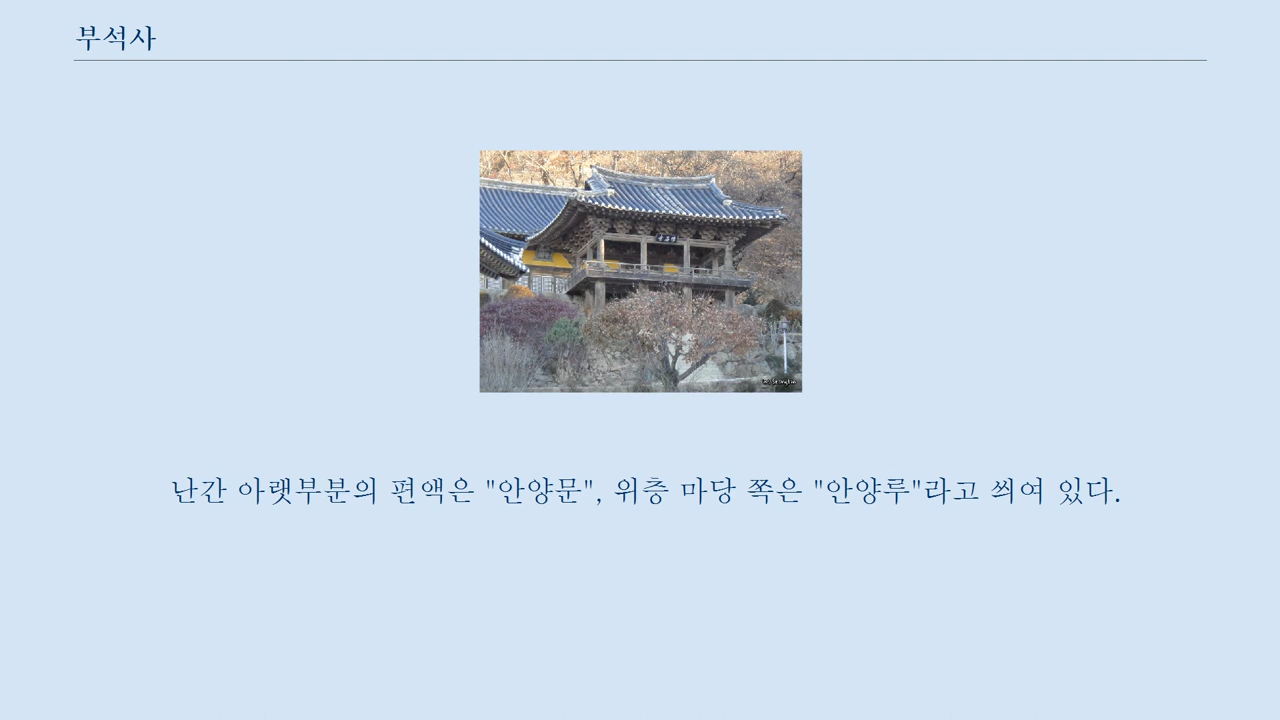 부석사
난간 아랫부분의 편액은 "안양문", 위층 마당 쪽은 "안양루"라고 씌여 있다.